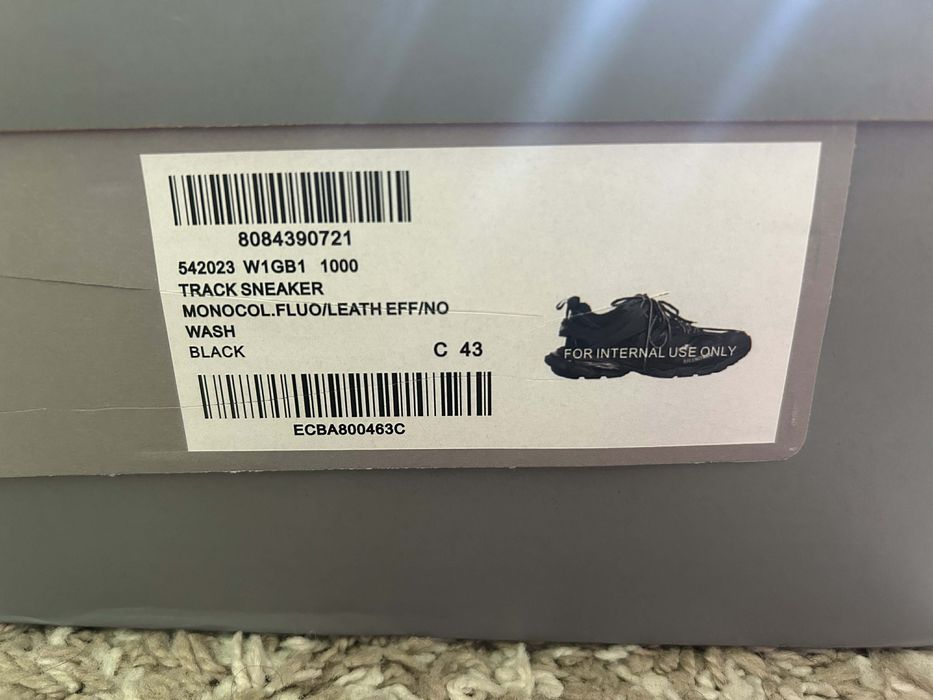 8084390721
542023 W1GB1 1000
TRACK SNEAKER
MONOCOL.FLUO/LEATH EFF/NO
WASH
BLACK C 43
FOR INTERNAL USE ONLY
ECBA800463C